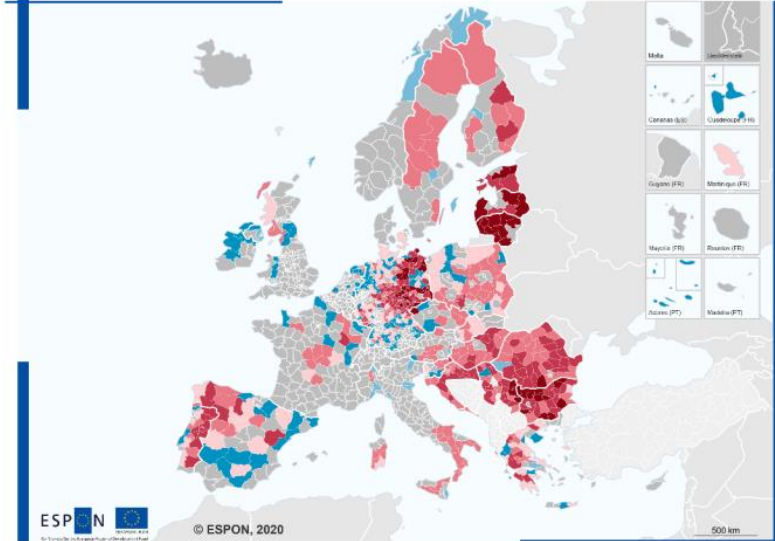 Malta
Liechtenstein
Canarias (ES)
Guadeloupe (FR)
Guyane (FR)
Martinique (FR)
Mayotte (FR)
Réunion (FR)
Açores (PT)
Madeira (PT)
ESPON
© ESPON, 2020
500 km